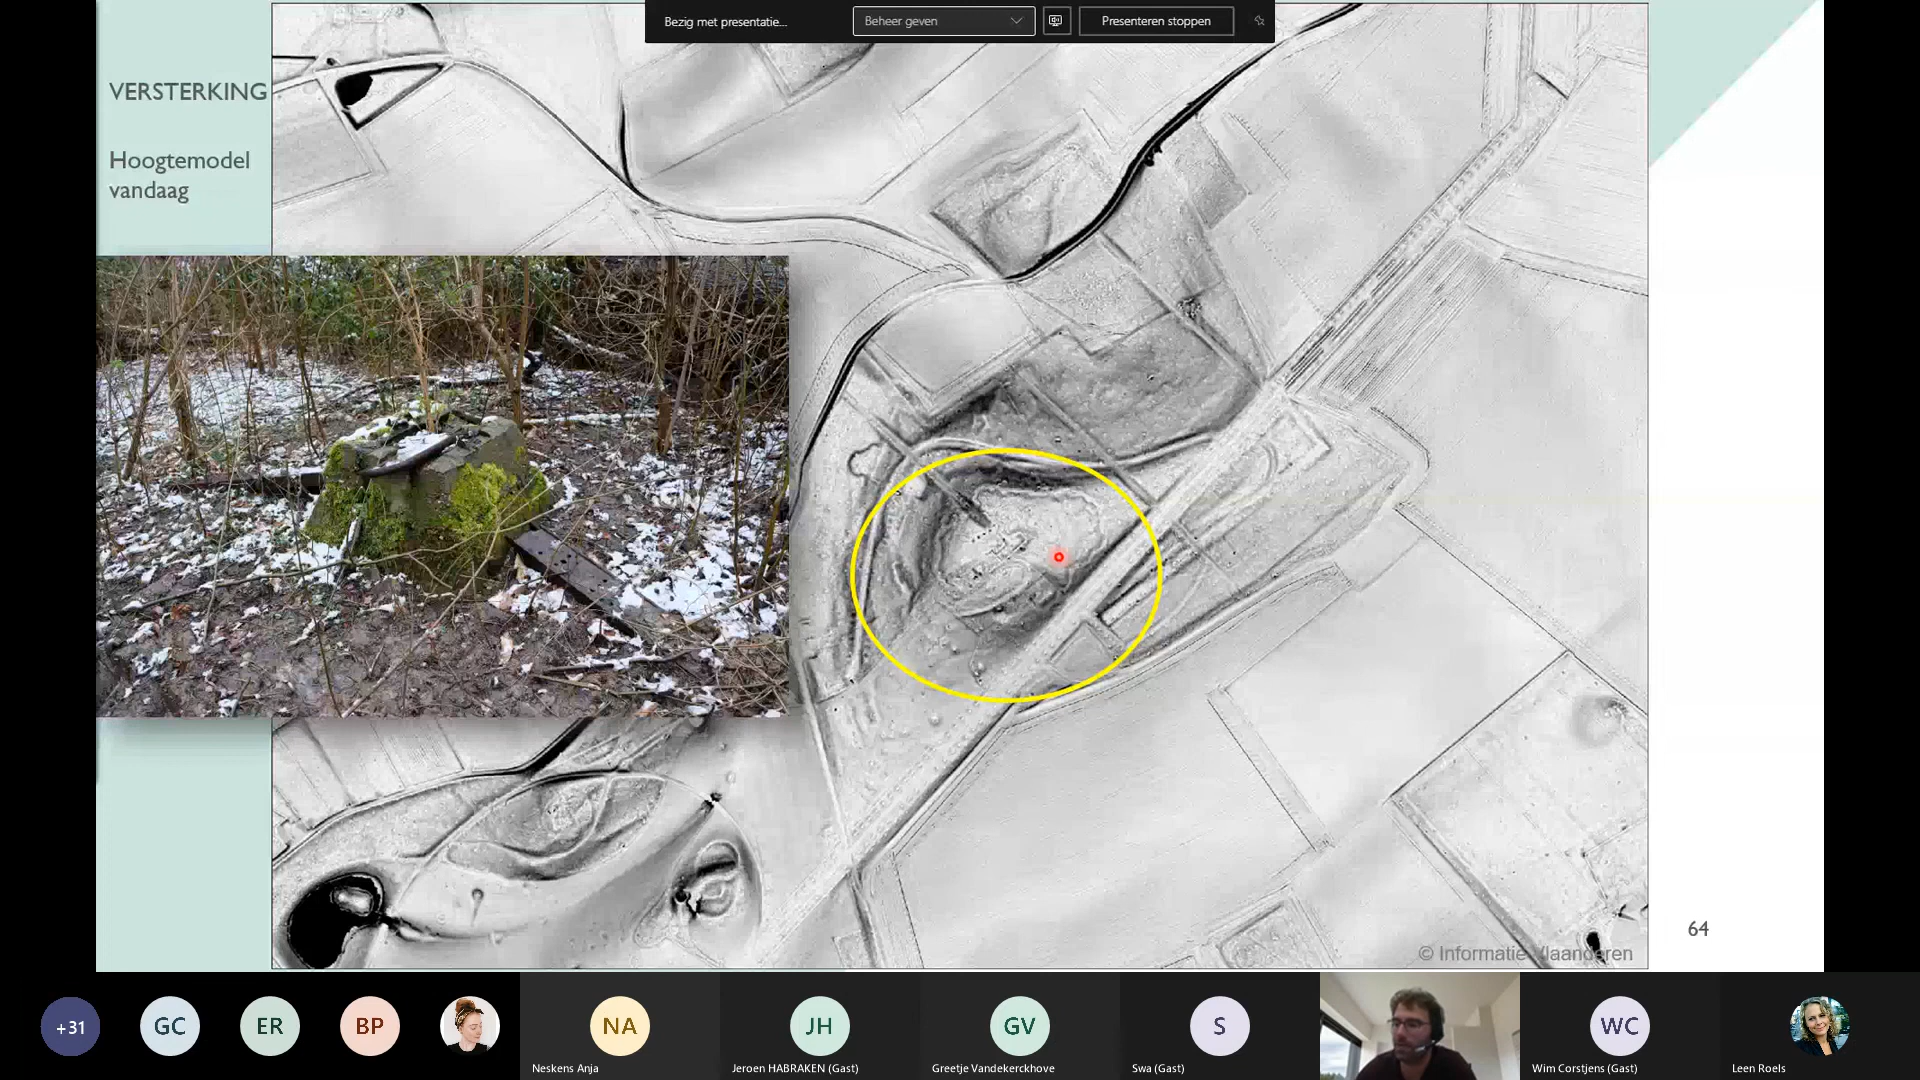 Bezig met presentatie...
Beheer geven
Presenteren stoppen
VERSTERKING
Hoogtemodel
vandaag
64
© Informatie Vlaanderen
+31
GC
ER
BP
NA
JH
GV
S
WC
Neskens Anja
Jeroen HABRAKEN (Gast)
Greetje Vandekerckhove
Swa (Gast)
Wim Corstjens (Gast)
Leen Roels